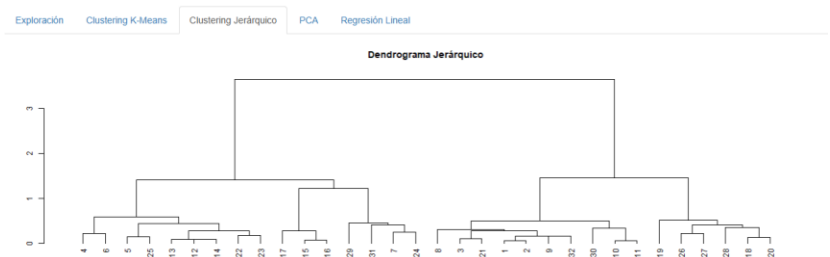 Exploración Clustering K-Means Clustering Jerárquico PCA Regresión Lineal
Dendrograma Jerárquico
3
2
1
0
4 6 5 25 13 12 14 22 23 17 15 16 29 31 7 24 8 3 21 1 2 9 32 30 10 11 19 26 27 28 18 20